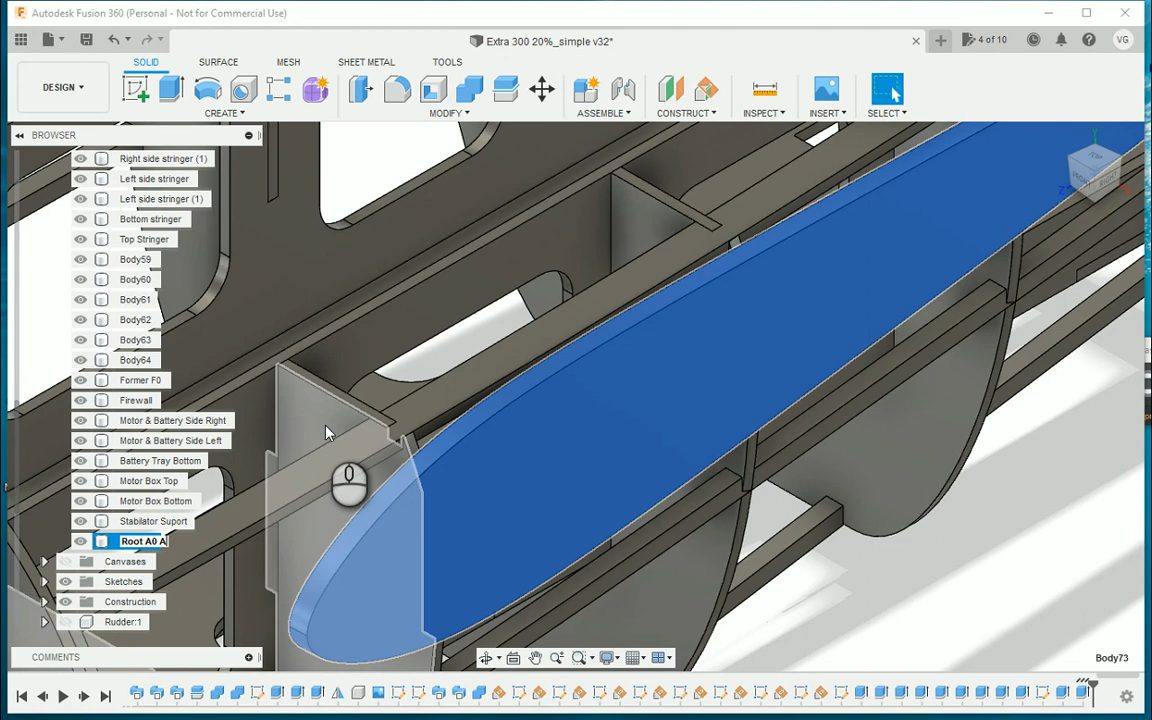 Autodesk Fusion 360 (Personal - Not for Commercial Use)
Extra 300 20%_simple v32*
4 of 10
VG
DESIGN
SOLID SURFACE MESH SHEET METAL TOOLS
CREATE MODIFY ASSEMBLE CONSTRUCT INSPECT INSERT SELECT
BROWSER
Right side stringer (1)
Left side stringer
Left side stringer (1)
Bottom stringer
Top Stringer
Body59
Body60
Body61
Body62
Body63
Body64
Former F0
Firewall
Motor & Battery Side Right
Motor & Battery Side Left
Battery Tray Bottom
Motor Box Top
Motor Box Bottom
Stabilator Suport
Root A0 A
Canvases
Sketches
Construction
Rudder:1
TOP
FRONT
RIGHT
Y
Z
COMMENTS
Body73